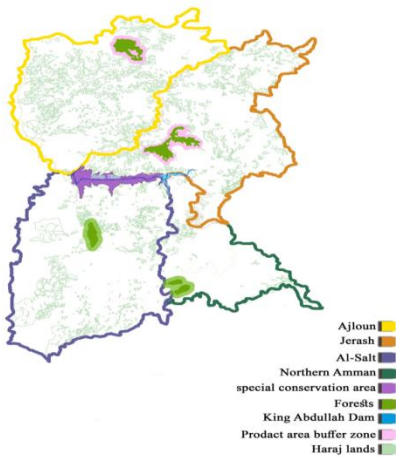 Ajloun
Jerash
Al-Salt
Northern Amman
special conservation area
Forests
King Abdullah Dam
Prodact area buffer zone
Haraj lands